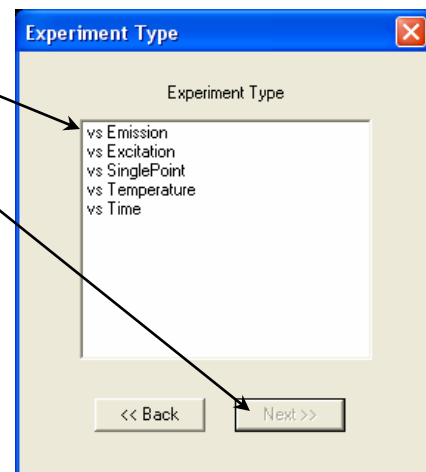 Experiment Type
Experiment Type
vs Emission
vs Excitation
vs SinglePoint
vs Temperature
vs Time
<< Back
Next >>